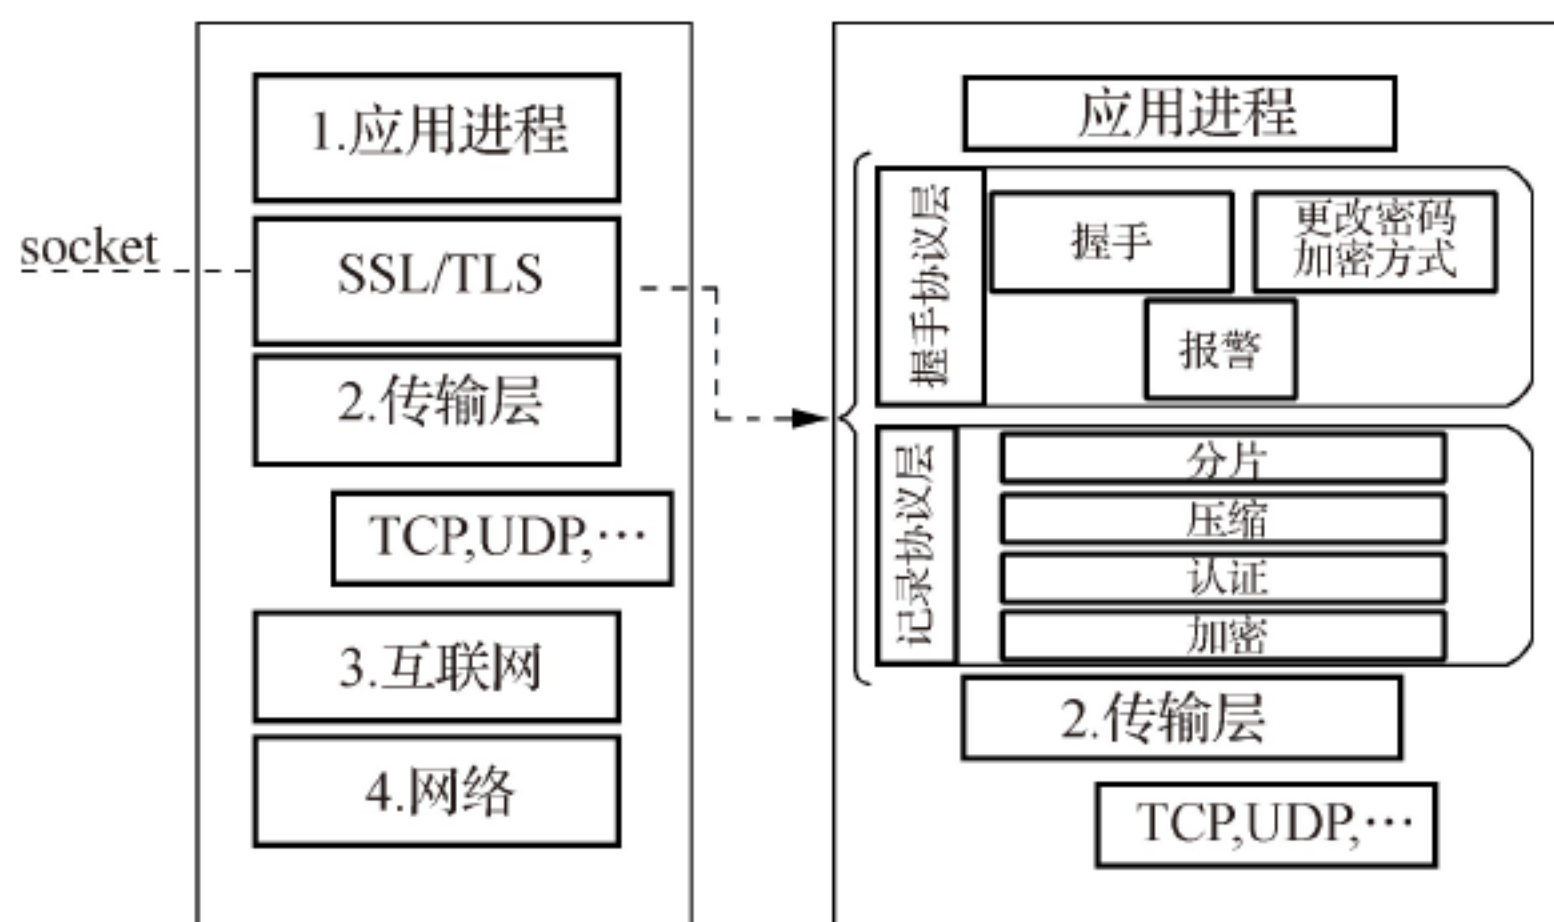 socket
1.应用进程
SSL/TLS
2.传输层
TCP,UDP,…
3.互联网
4.网络
应用进程
握手协议层
握手
更改密码
加密方式
报警
记录协议层
分片
压缩
认证
加密
2.传输层
TCP,UDP,…